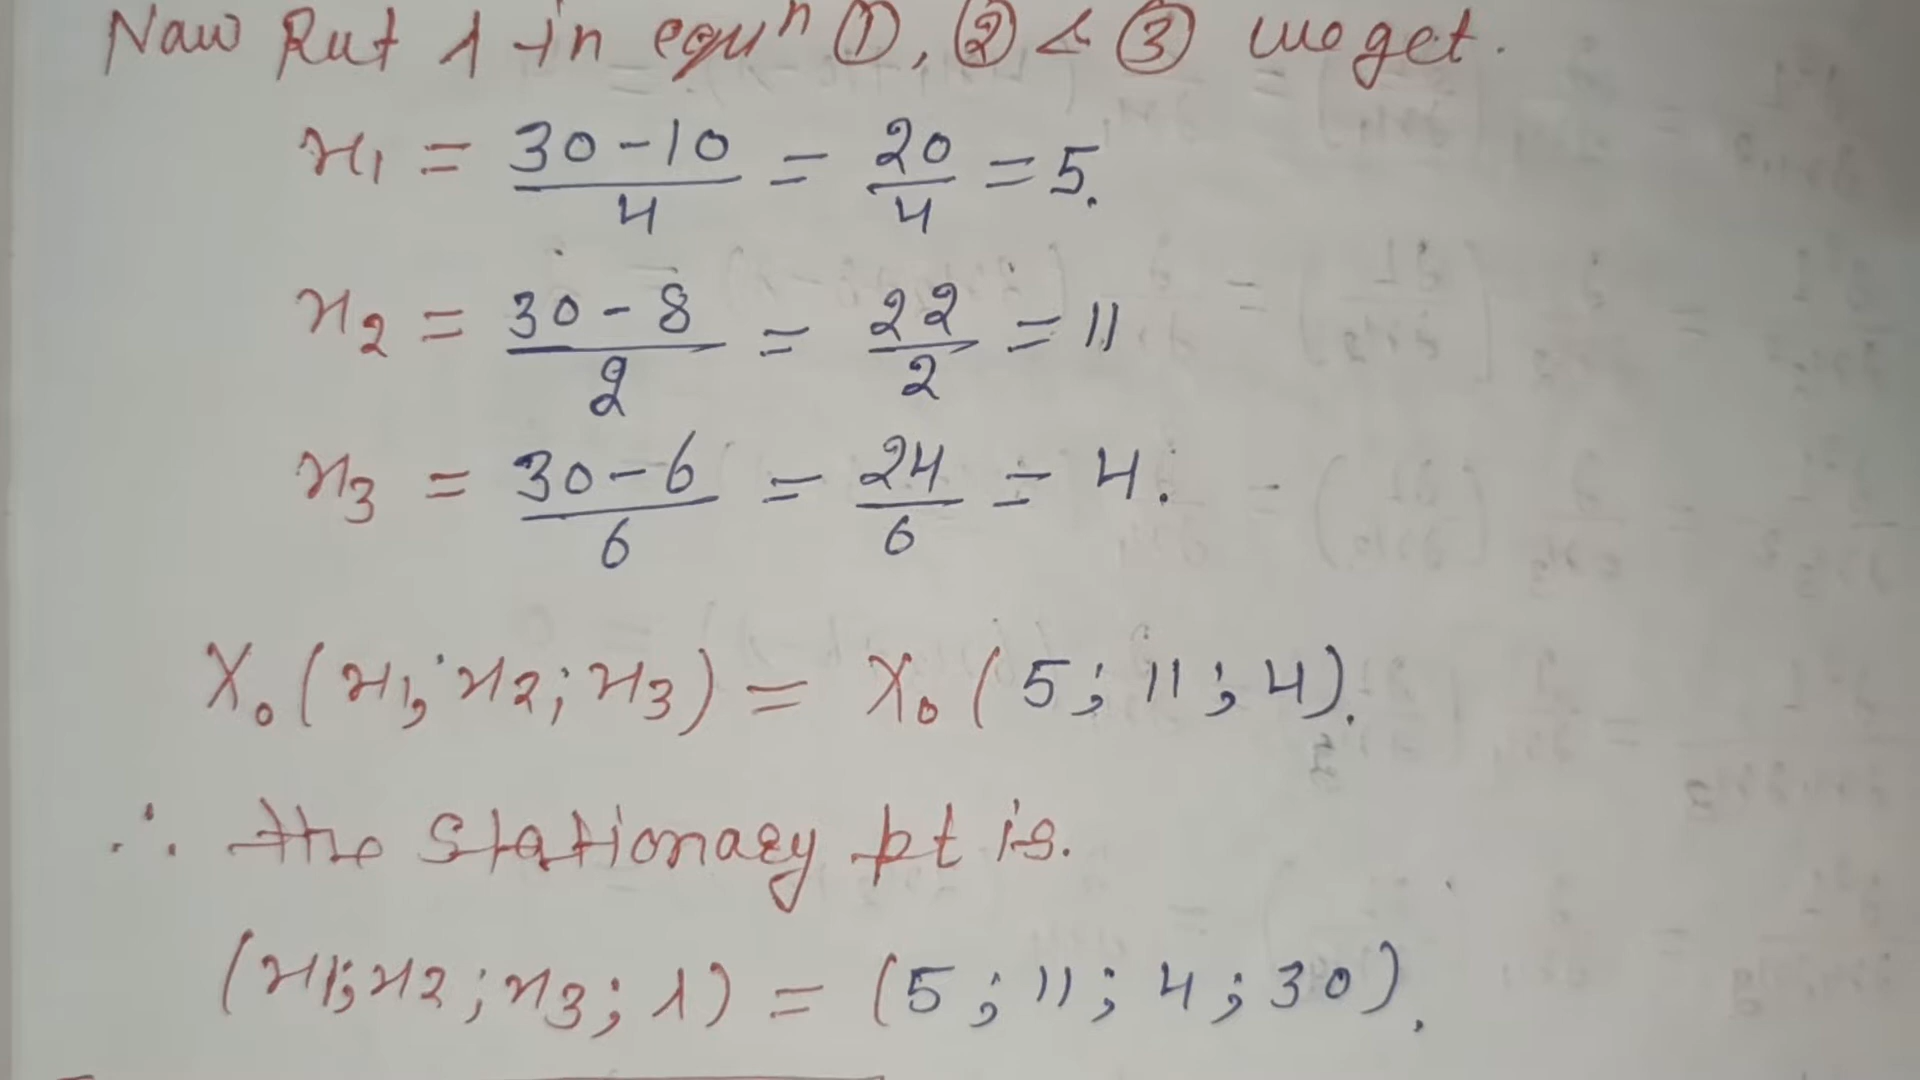 Now Put λ in equⁿ ①, ② & ③ we get.
x₁ = 30-10/4 = 20/4 = 5.
x₂ = 30-8/2 = 22/2 = 11
x₃ = 30-6/6 = 24/6 = 4.
X₀(x₁; x₂; x₃) = X₀(5; 11; 4).
∴ the stationary pt is.
(x₁; x₂; x₃; λ) = (5; 11; 4; 30).